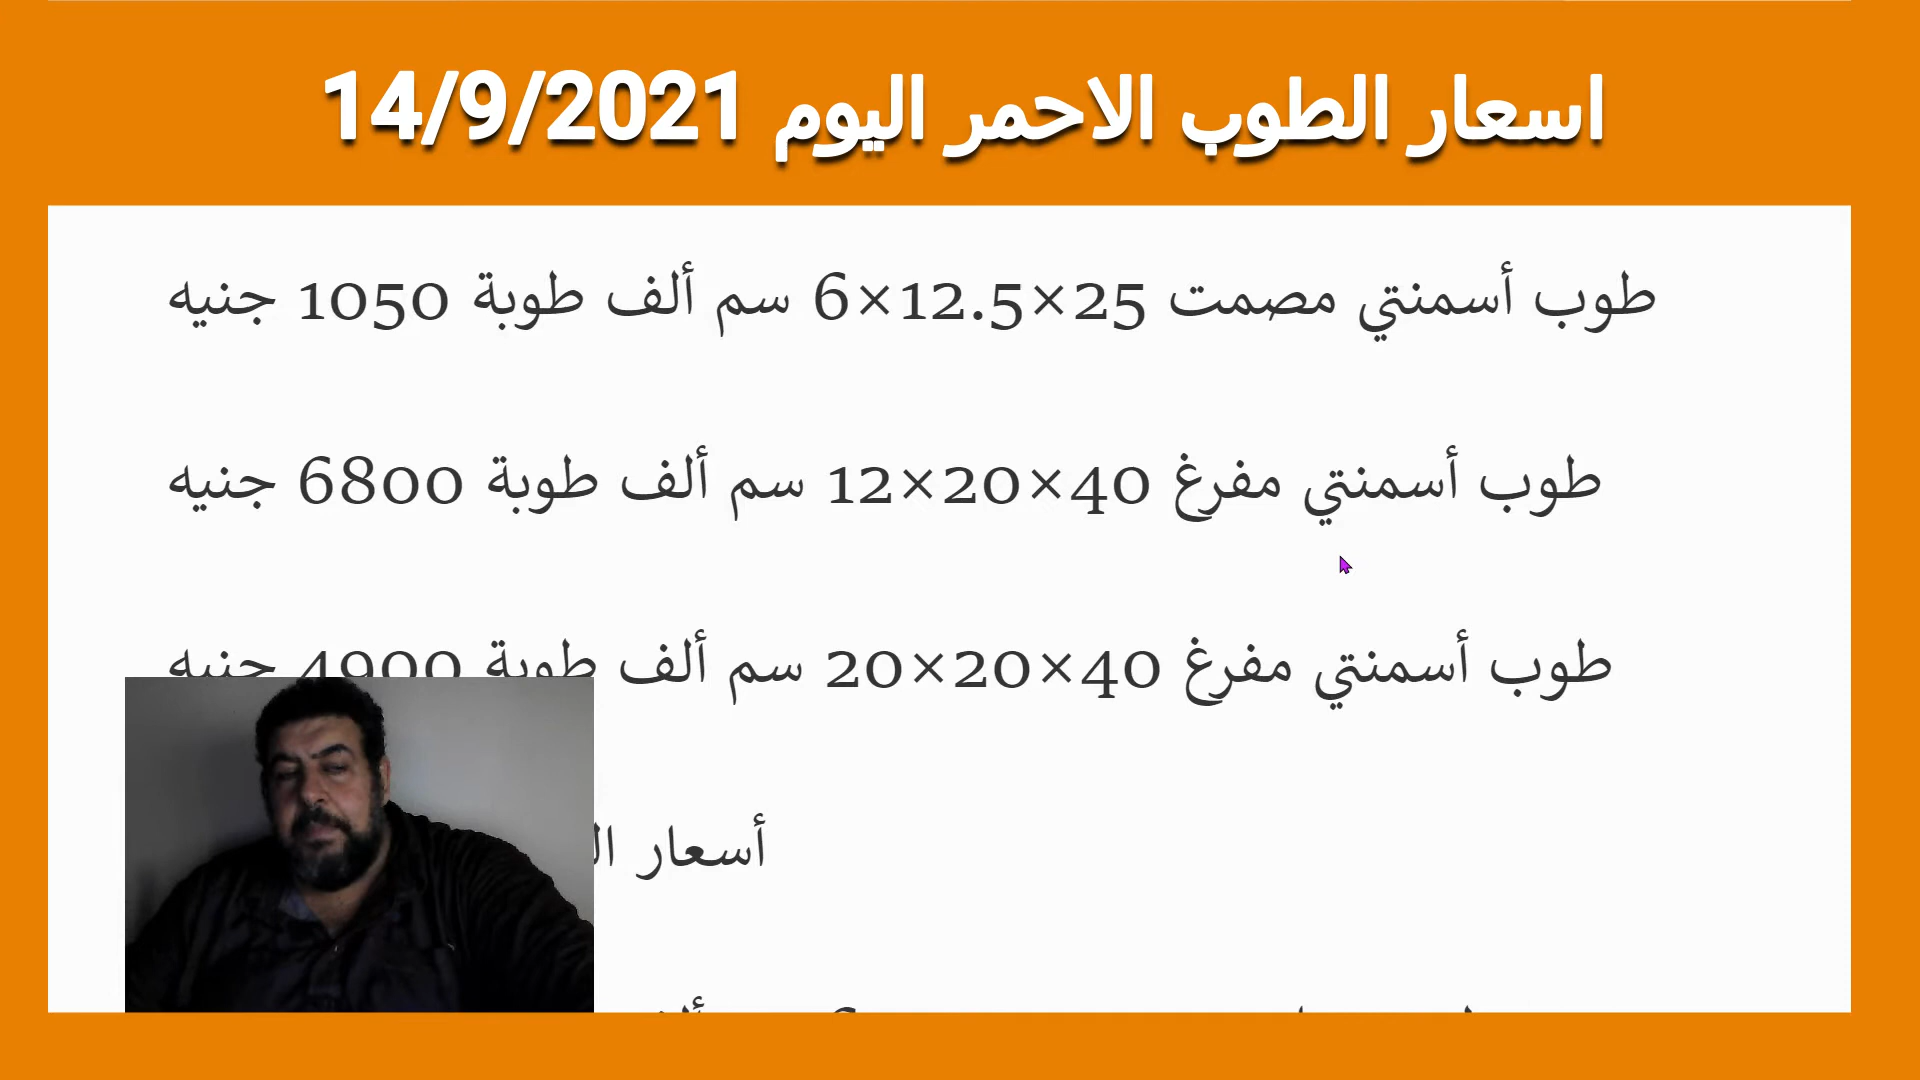 اسعار الطوب الاحمر اليوم 14/9/2021
طوب أسمنتي مصمت 25×12.5×6 سم ألف طوبة 1050 جنيه
طوب أسمنتي مفرغ 40×20×12 سم ألف طوبة 6800 جنيه
طوب أسمنتي مفرغ 40×20×20 سم ألف طوبة 4900 جنيه
أسعار